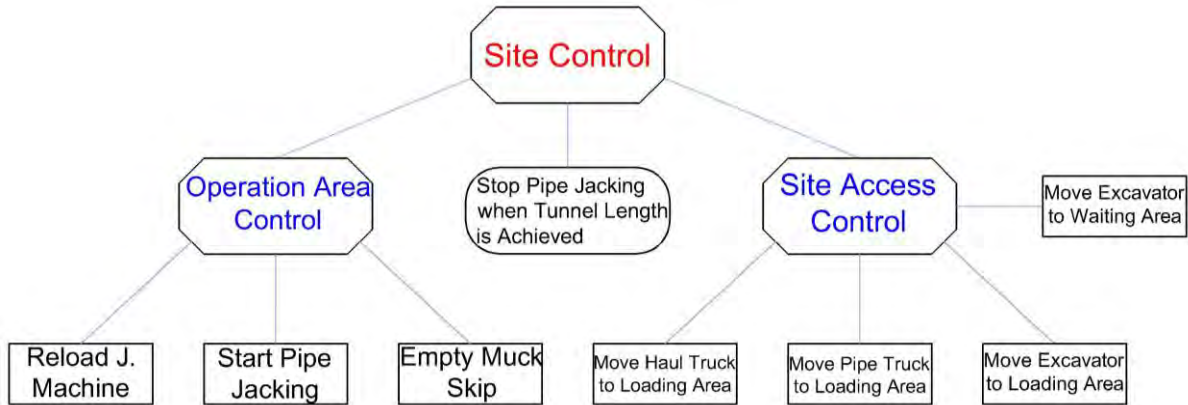 Site Control
Operation Area
Control
Stop Pipe Jacking
when Tunnel Length
is Achieved
Site Access
Control
Move Excavator
to Waiting Area
Reload J.
Machine
Start Pipe
Jacking
Empty Muck
Skip
Move Haul Truck
to Loading Area
Move Pipe Truck
to Loading Area
Move Excavator
to Loading Area